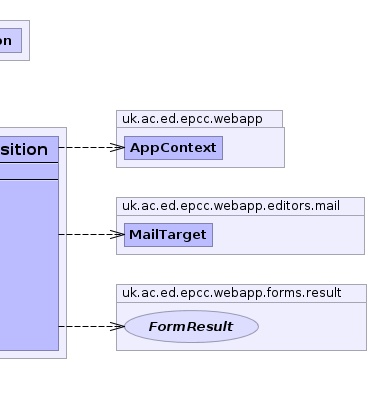 on
uk.ac.ed.epcc.webapp
sition
AppContext
uk.ac.ed.epcc.webapp.editors.mail
MailTarget
uk.ac.ed.epcc.webapp.forms.result
FormResult